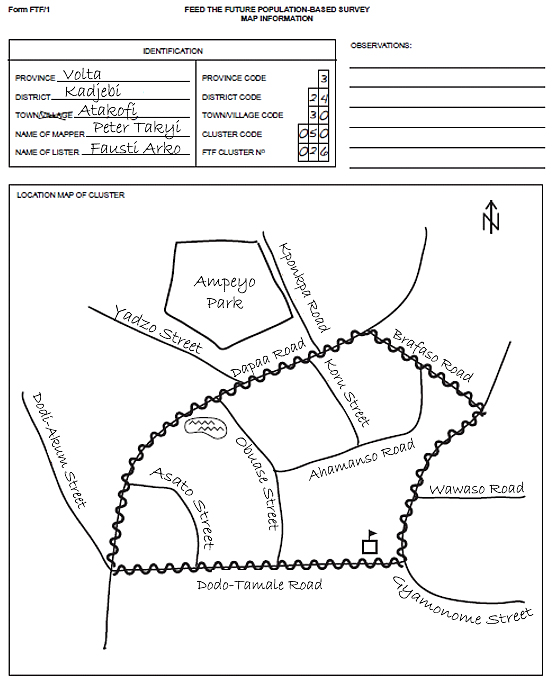 Form FTF/1
FEED THE FUTURE POPULATION-BASED SURVEY
MAP INFORMATION
IDENTIFICATION
PROVINCE Volta
DISTRICT Kadjebi
TOWN/VILLAGE Atakofi
NAME OF MAPPER Peter Takyi
NAME OF LISTER Fausti Arko
PROVINCE CODE 3
DISTRICT CODE 24
TOWN/VILLAGE CODE 30
CLUSTER CODE 050
FTF CLUSTER Nº 026
OBSERVATIONS:
LOCATION MAP OF CLUSTER
N
Ampeyo
Park
Kponkpa Road
Yadzo Street
Dapaa Road
Brafaso Road
Koru Street
Dodi-Akum Street
Obuase Street
Ahamanso Road
Asato Street
Wawaso Road
Dodo-Tamale Road
Gyamonome Street